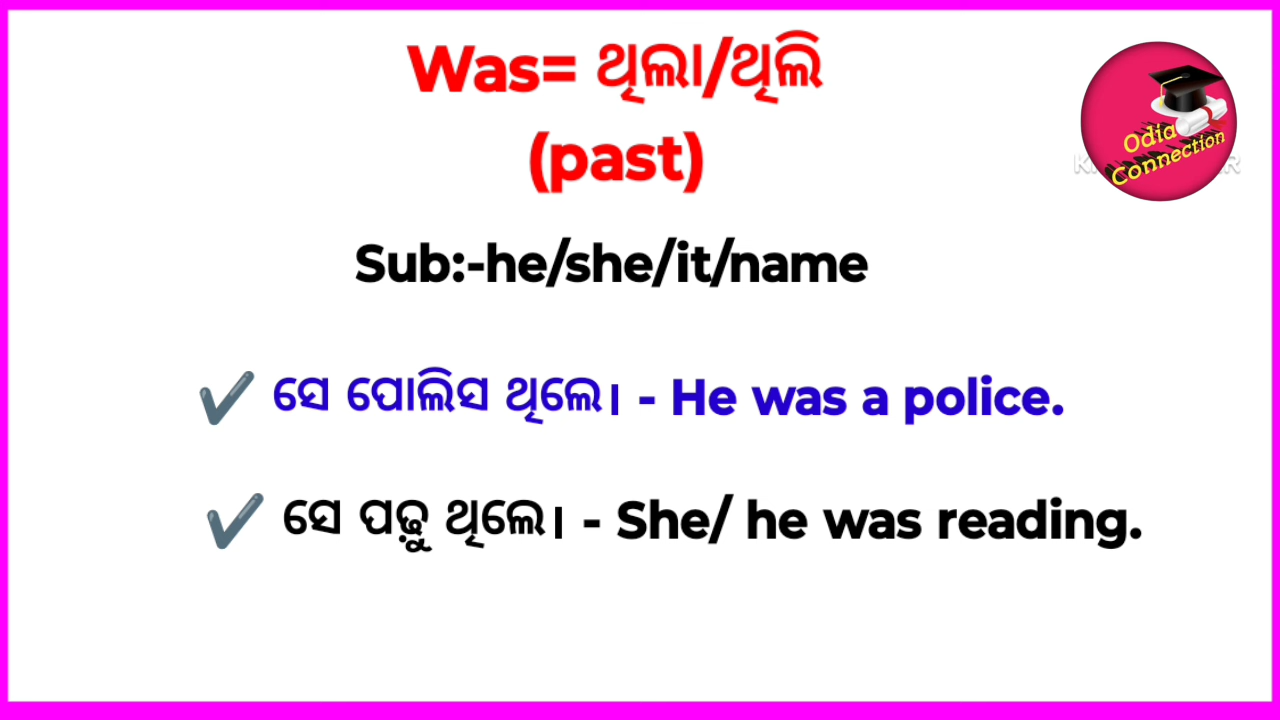 Was= ଥିଲା/ଥିଲି
(past)
Odia
Connection
Sub:-he/she/it/name
✔ ସେ ପୋଲିସ ଥିଲେ। - He was a police.
✔ ସେ ପଢ଼ୁ ଥିଲେ। - She/ he was reading.